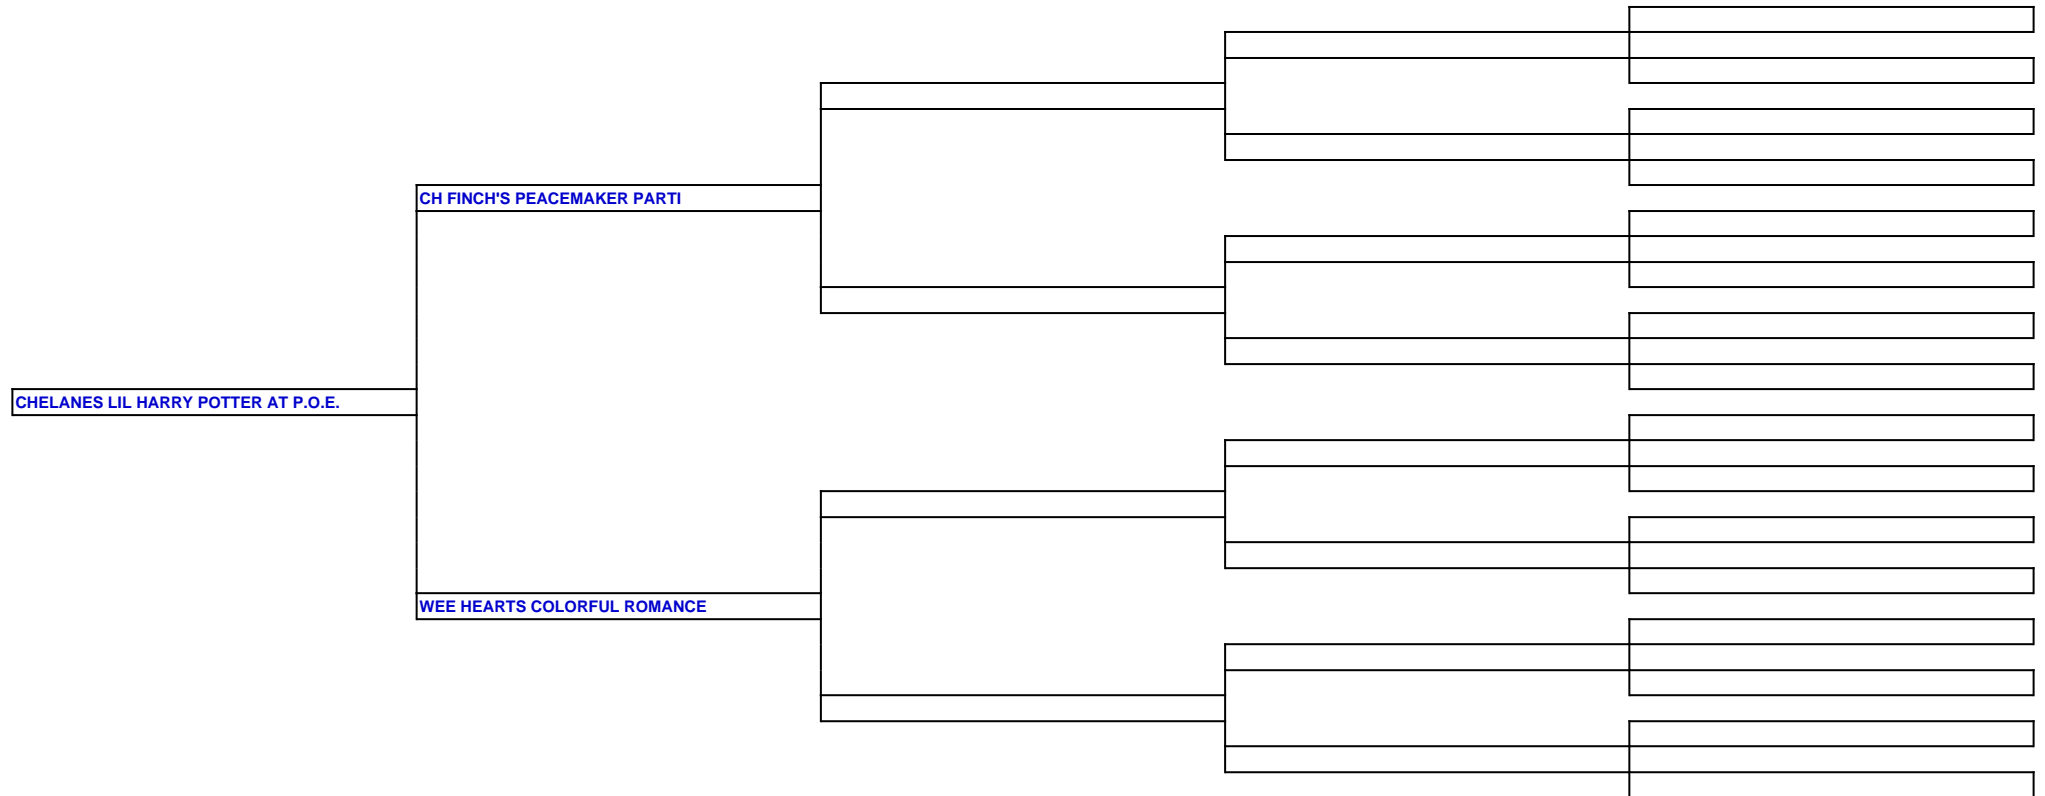 CH FINCH'S PEACEMAKER PARTI
CHELANES LIL HARRY POTTER AT P.O.E.
WEE HEARTS COLORFUL ROMANCE